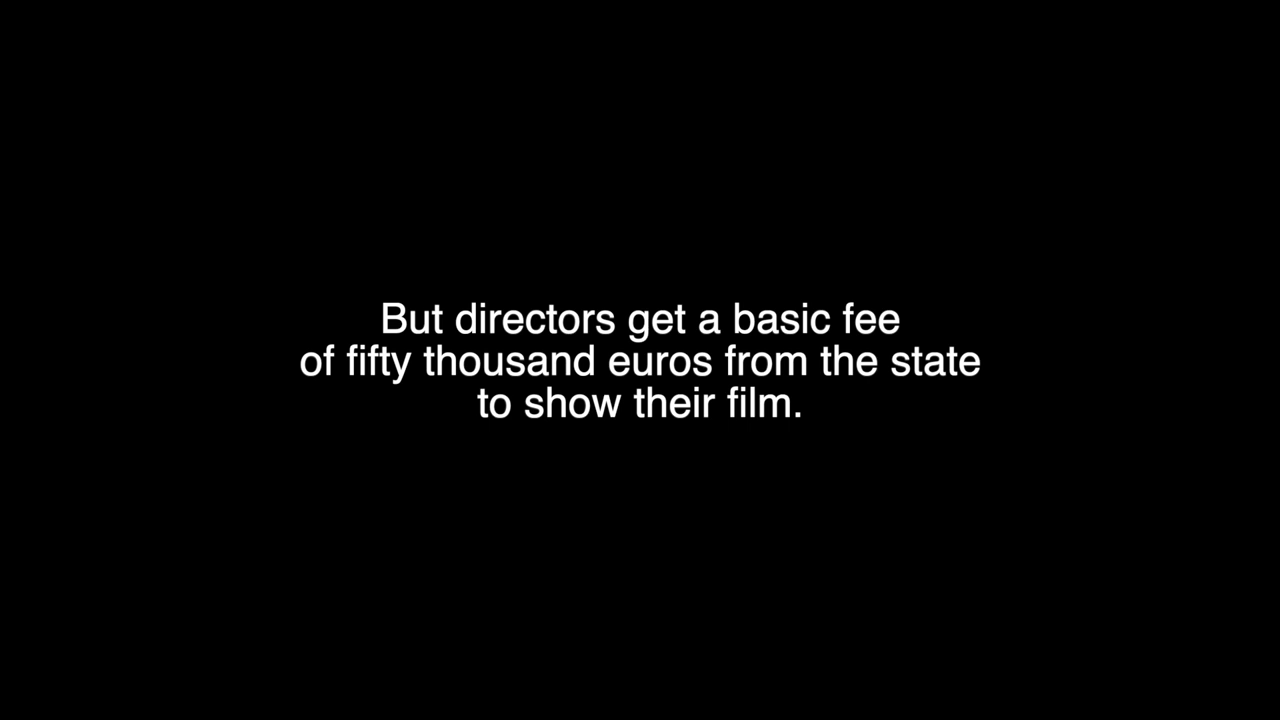 But directors get a basic fee
of fifty thousand euros from the state
to show their film.